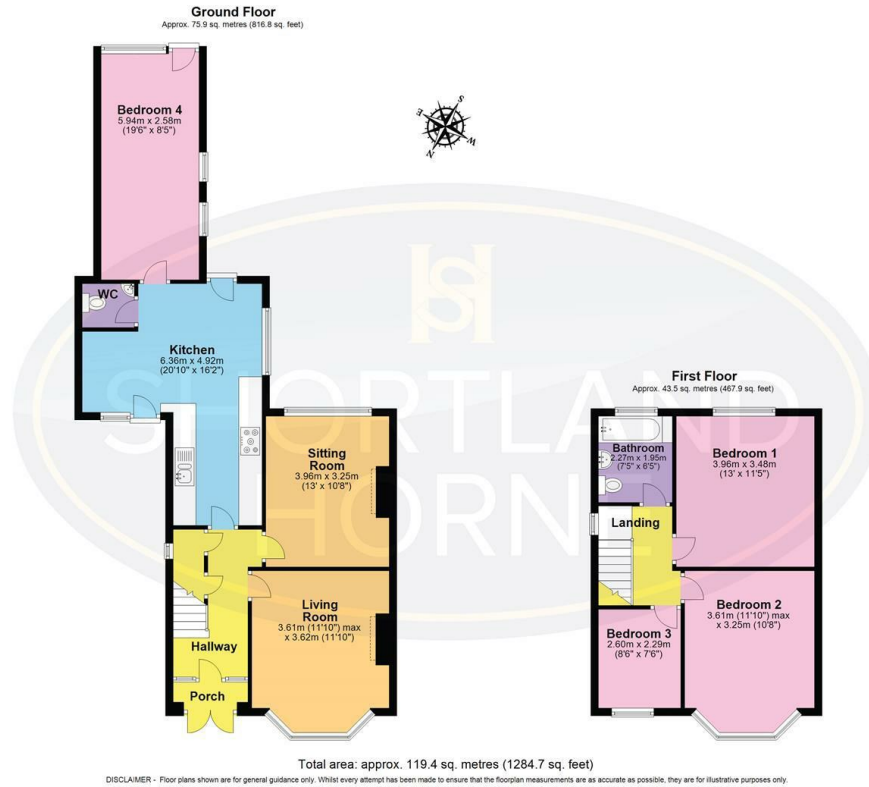 Ground Floor
Approx. 75.9 sq. metres (816.8 sq. feet)
Bedroom 4
5.94m x 2.58m
(19'6" x 8'5")
S
E
W
N
WC
Kitchen
6.36m x 4.92m
(20'10" x 16'2")
Sitting
Room
3.96m x 3.25m
(13' x 10'8")
Living
Room
3.61m (11'10") max
x 3.62m (11'10")
Hallway
Porch
First Floor
Approx. 43.5 sq. metres (467.9 sq. feet)
Bathroom
2.27m x 1.95m
(7'5" x 6'5")
Bedroom 1
3.96m x 3.48m
(13' x 11'5")
Landing
Bedroom 2
3.61m (11'10") max
x 3.25m (10'8")
Bedroom 3
2.60m x 2.29m
(8'6" x 7'6")
SHORTLAND
HORNE
Total area: approx. 119.4 sq. metres (1284.7 sq. feet)
DISCLAIMER - Floor plans shown are for general guidance only. Whilst every attempt has been made to ensure that the floorplan measurements are as accurate as possible, they are for illustrative purposes only.